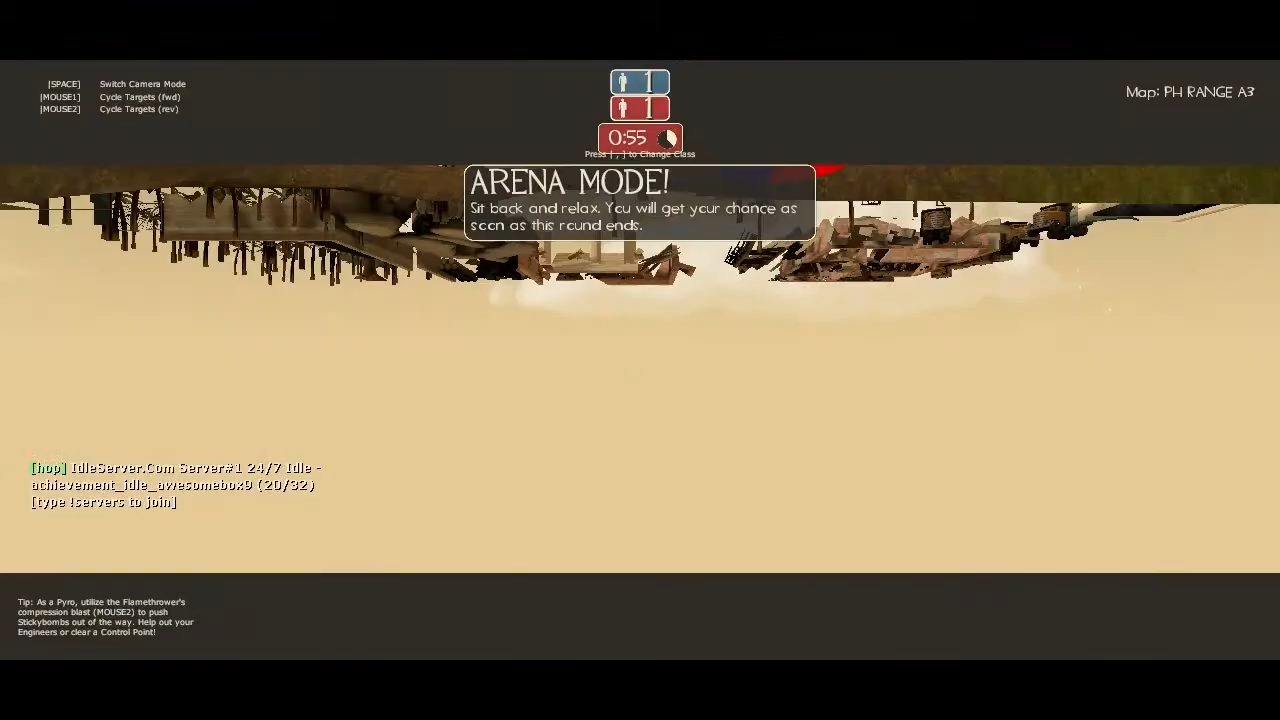 [SPACE] Switch Camera Mode
[MOUSE1] Cycle Targets (fwd)
[MOUSE2] Cycle Targets (rev)
1
1
0:55
Press [ , ] to Change Class
Map: PH RANGE A3
ARENA MODE!
Sit back and relax. You will get your chance as
soon as this round ends.
[hop] IdleServer.Com Server#1 24/7 Idle -
achievement_idle_awesomebox9 (20/32)
[type !servers to join]
Tip: As a Pyro, utilize the Flamethrower's
compression blast (MOUSE2) to push
Stickybombs out of the way. Help out your
Engineers or clear a Control Point!